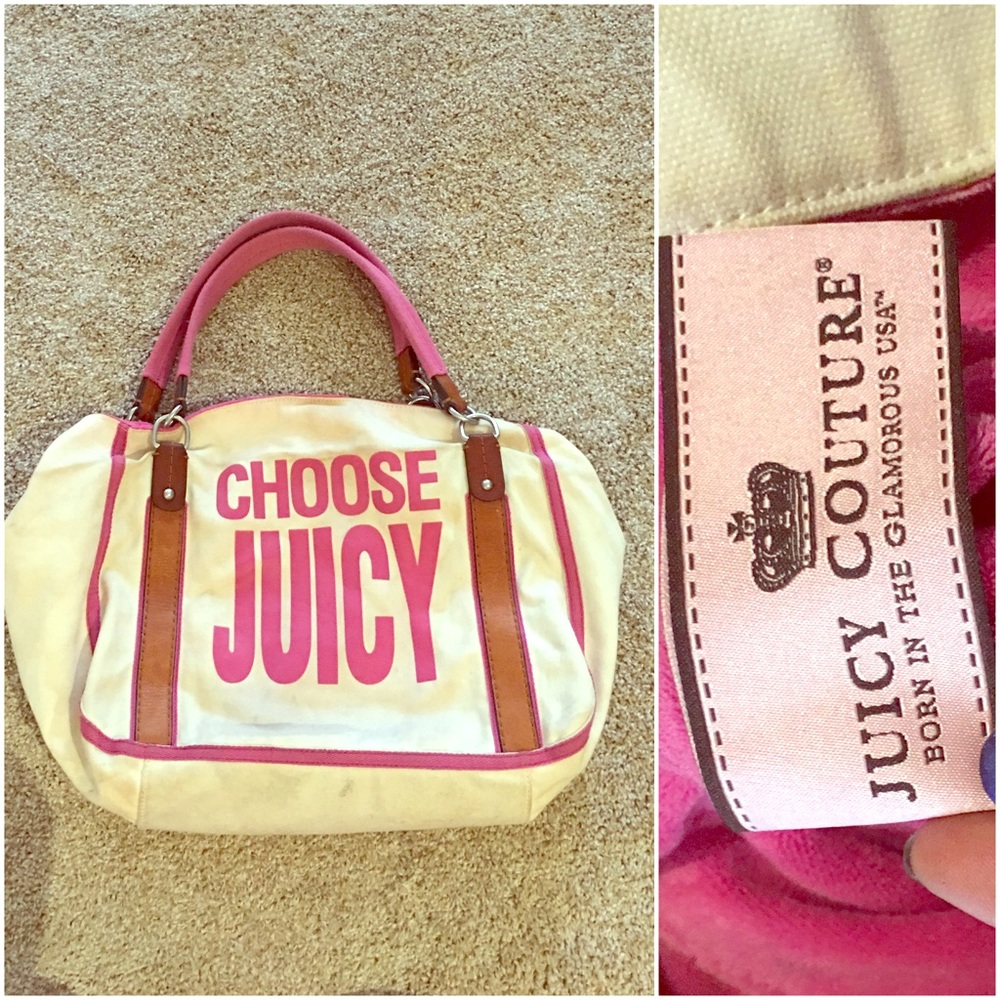 CHOOSE
JUICY
JUICY COUTURE®
BORN IN THE GLAMOROUS USA™